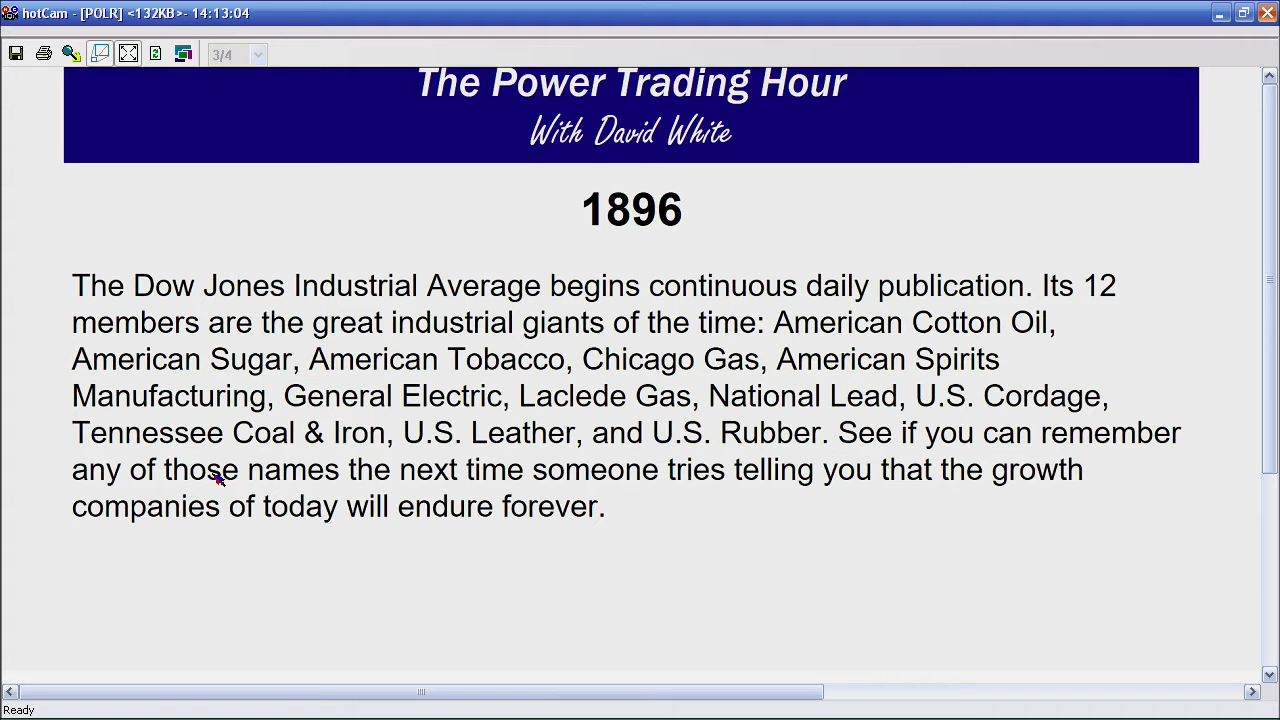 hotCam - [POLR] <132KB>- 14:13:04
3/4
The Power Trading Hour
With David White
1896
The Dow Jones Industrial Average begins continuous daily publication. Its 12
members are the great industrial giants of the time: American Cotton Oil,
American Sugar, American Tobacco, Chicago Gas, American Spirits
Manufacturing, General Electric, Laclede Gas, National Lead, U.S. Cordage,
Tennessee Coal & Iron, U.S. Leather, and U.S. Rubber. See if you can remember
any of those names the next time someone tries telling you that the growth
companies of today will endure forever.
Ready